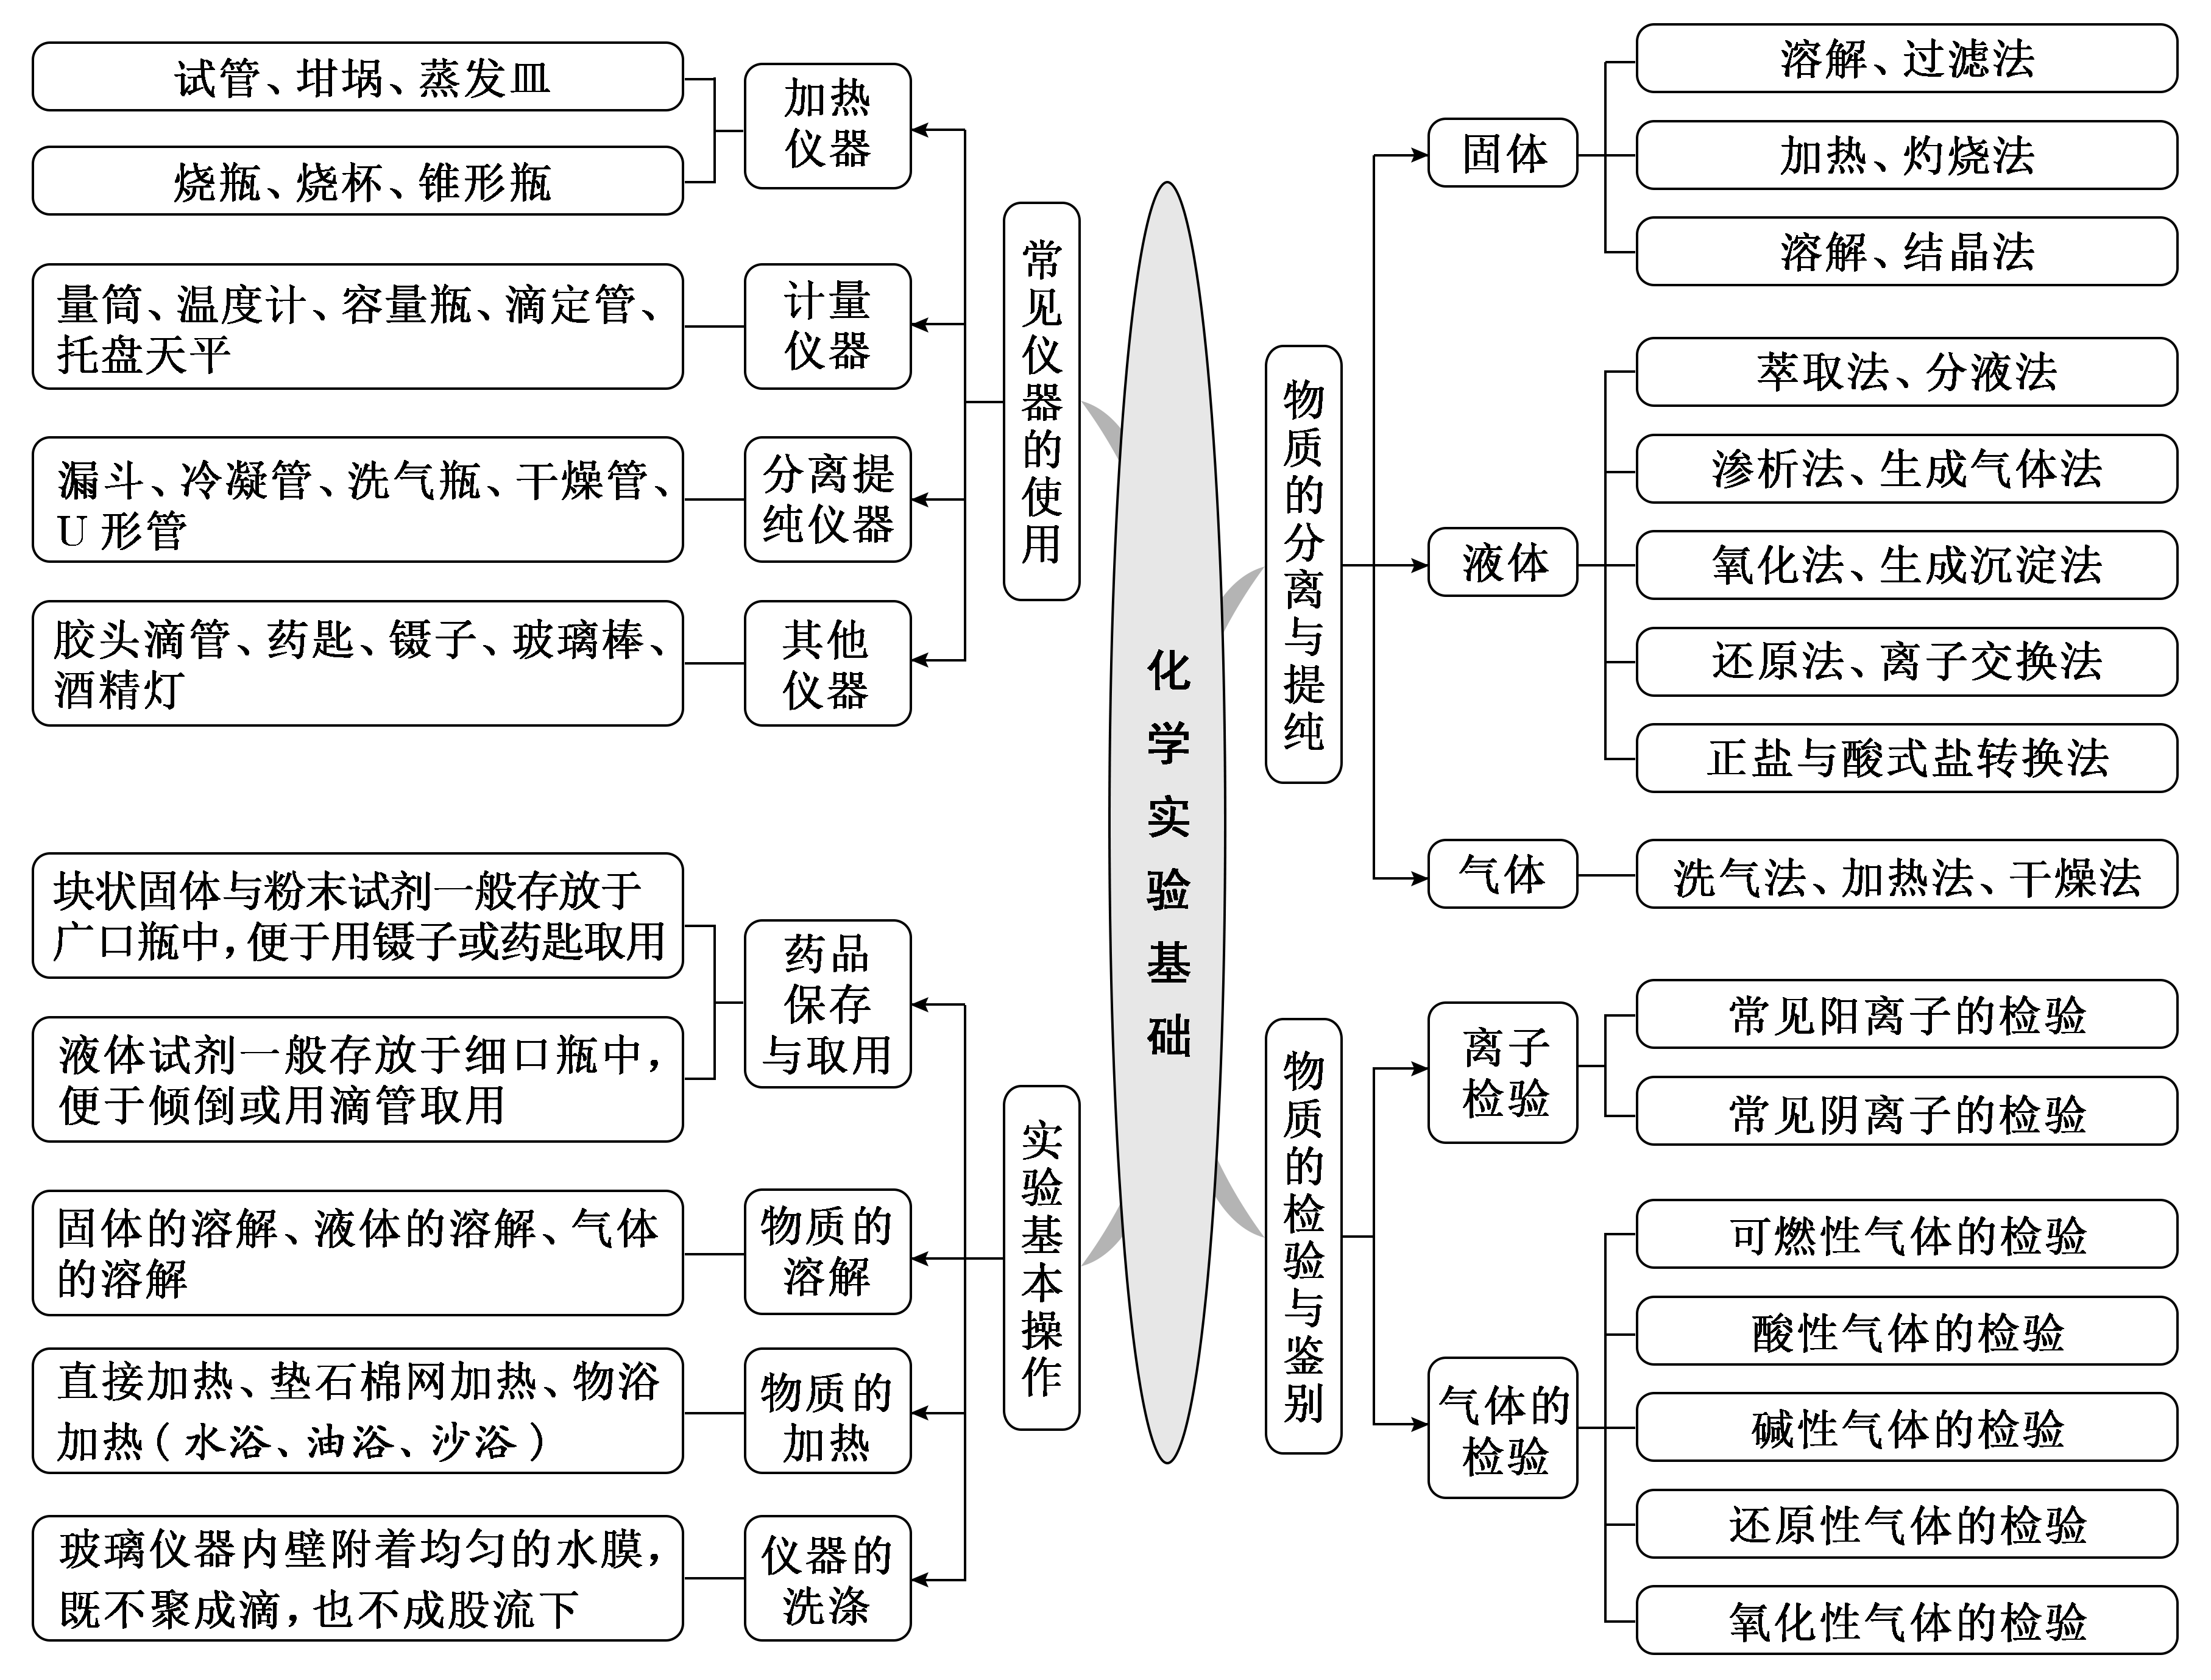 化学实验基础
常见仪器的使用
加热
仪器
试管、坩埚、蒸发皿
烧瓶、烧杯、锥形瓶
计量
仪器
量筒、温度计、容量瓶、滴定管、
托盘天平
分离提
纯仪器
漏斗、冷凝管、洗气瓶、干燥管、
U 形管
其他
仪器
胶头滴管、药匙、镊子、玻璃棒、
酒精灯
实验基本操作
药品
保存
与取用
块状固体与粉末试剂一般存放于
广口瓶中，便于用镊子或药匙取用
液体试剂一般存放于细口瓶中，
便于倾倒或用滴管取用
物质的
溶解
固体的溶解、液体的溶解、气体
的溶解
物质的
加热
直接加热、垫石棉网加热、物浴
加热（水浴、油浴、沙浴）
仪器的
洗涤
玻璃仪器内壁附着均匀的水膜，
既不聚成滴，也不成股流下
物质的分离与提纯
固体
溶解、过滤法
加热、灼烧法
溶解、结晶法
液体
萃取法、分液法
渗析法、生成气体法
氧化法、生成沉淀法
还原法、离子交换法
正盐与酸式盐转换法
气体
洗气法、加热法、干燥法
物质的检验与鉴别
离子
检验
常见阳离子的检验
常见阴离子的检验
气体的
检验
可燃性气体的检验
酸性气体的检验
碱性气体的检验
还原性气体的检验
氧化性气体的检验